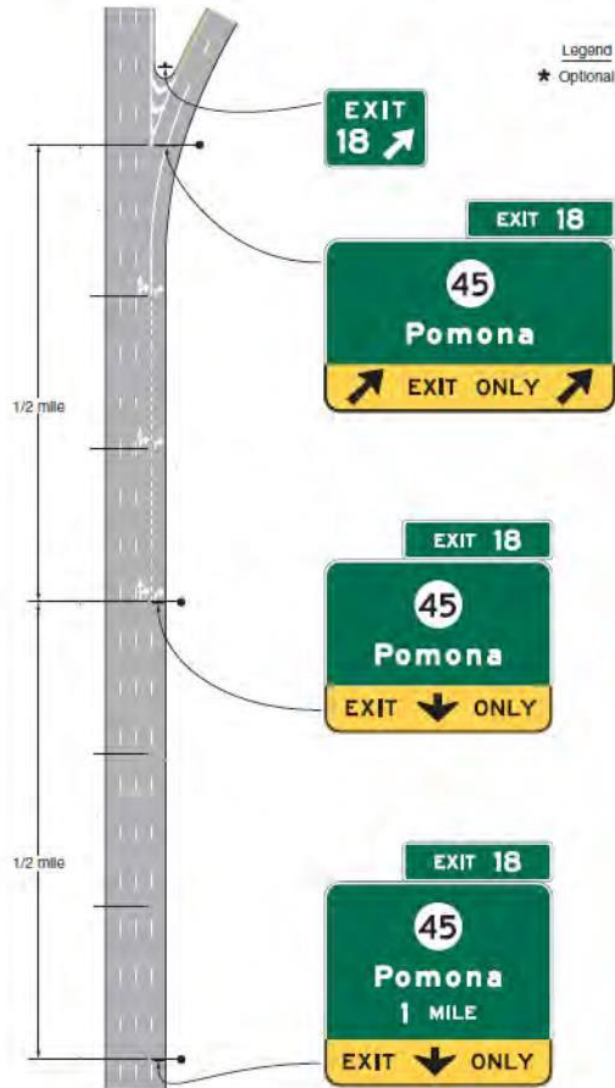 Legend
* Optional
EXIT
18
EXIT 18
45
Pomona
EXIT ONLY
1/2 mile
EXIT 18
45
Pomona
EXIT ONLY
1/2 mile
EXIT 18
45
Pomona
1 MILE
EXIT ONLY